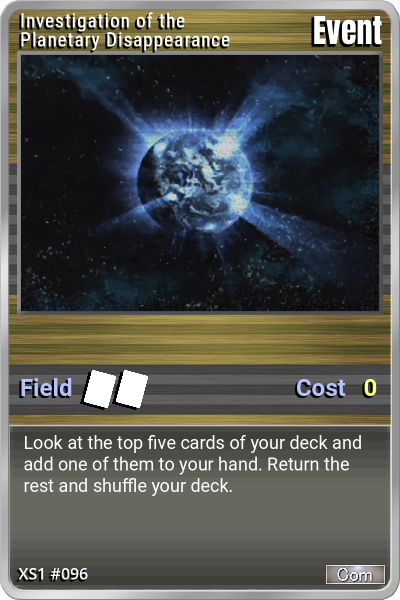 Investigation of the
Planetary Disappearance
Event
Field
Cost 0
Look at the top five cards of your deck and
add one of them to your hand. Return the
rest and shuffle your deck.
XS1 #096
Com